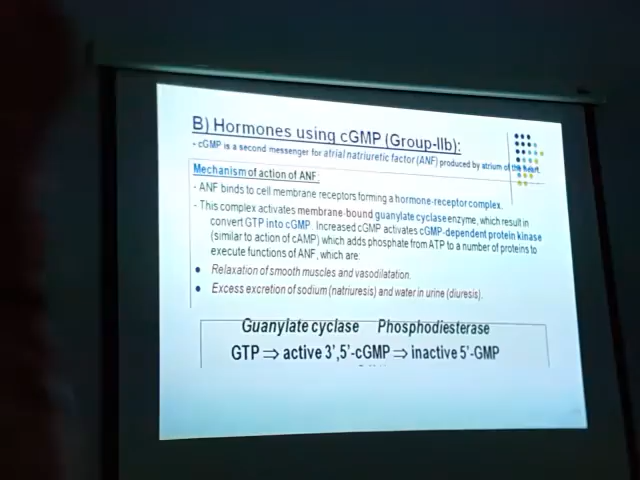 B) Hormones using cGMP (Group-IIb):
- cGMP is a second messenger for atrial natriuretic factor (ANF) produced by atrium of the heart.
Mechanism of action of ANF:
- ANF binds to cell membrane receptors forming a hormone-receptor complex.
- This complex activates membrane-bound guanylate cyclase enzyme, which result in
convert GTP into cGMP. Increased cGMP activates cGMP-dependent protein kinase
(similar to action of cAMP) which adds phosphate from ATP to a number of proteins to
execute functions of ANF, which are:
● Relaxation of smooth muscles and vasodilatation.
● Excess excretion of sodium (natriuresis) and water in urine (diuresis).
Guanylate cyclase Phosphodiesterase
GTP ⇒ active 3',5'-cGMP ⇒ inactive 5'-GMP